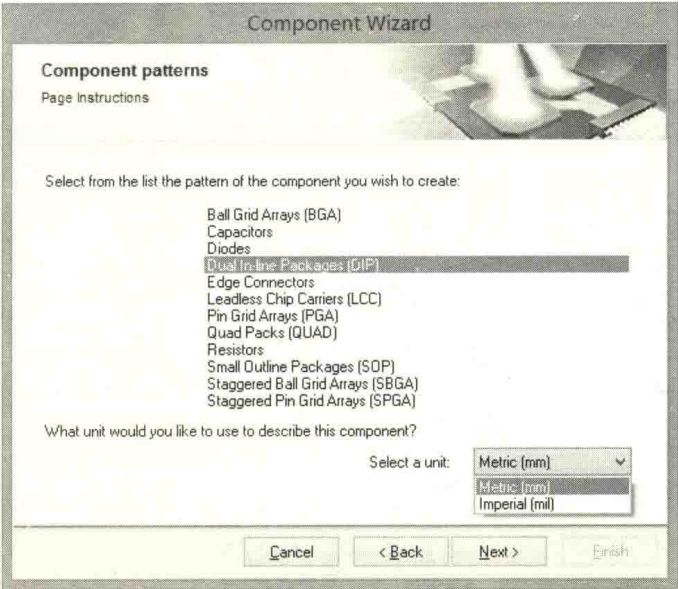 Component Wizard
Component patterns
Page Instructions
Select from the list the pattern of the component you wish to create:
Ball Grid Arrays (BGA)
Capacitors
Diodes
Dual In-line Packages (DIP)
Edge Connectors
Leadless Chip Carriers (LCC)
Pin Grid Arrays (PGA)
Quad Packs (QUAD)
Resistors
Small Outline Packages (SOP)
Staggered Ball Grid Arrays (SBGA)
Staggered Pin Grid Arrays (SPGA)
What unit would you like to use to describe this component?
Select a unit: Metric (mm)
Metric (mm)
Imperial (mil)
Cancel < Back Next > Finish